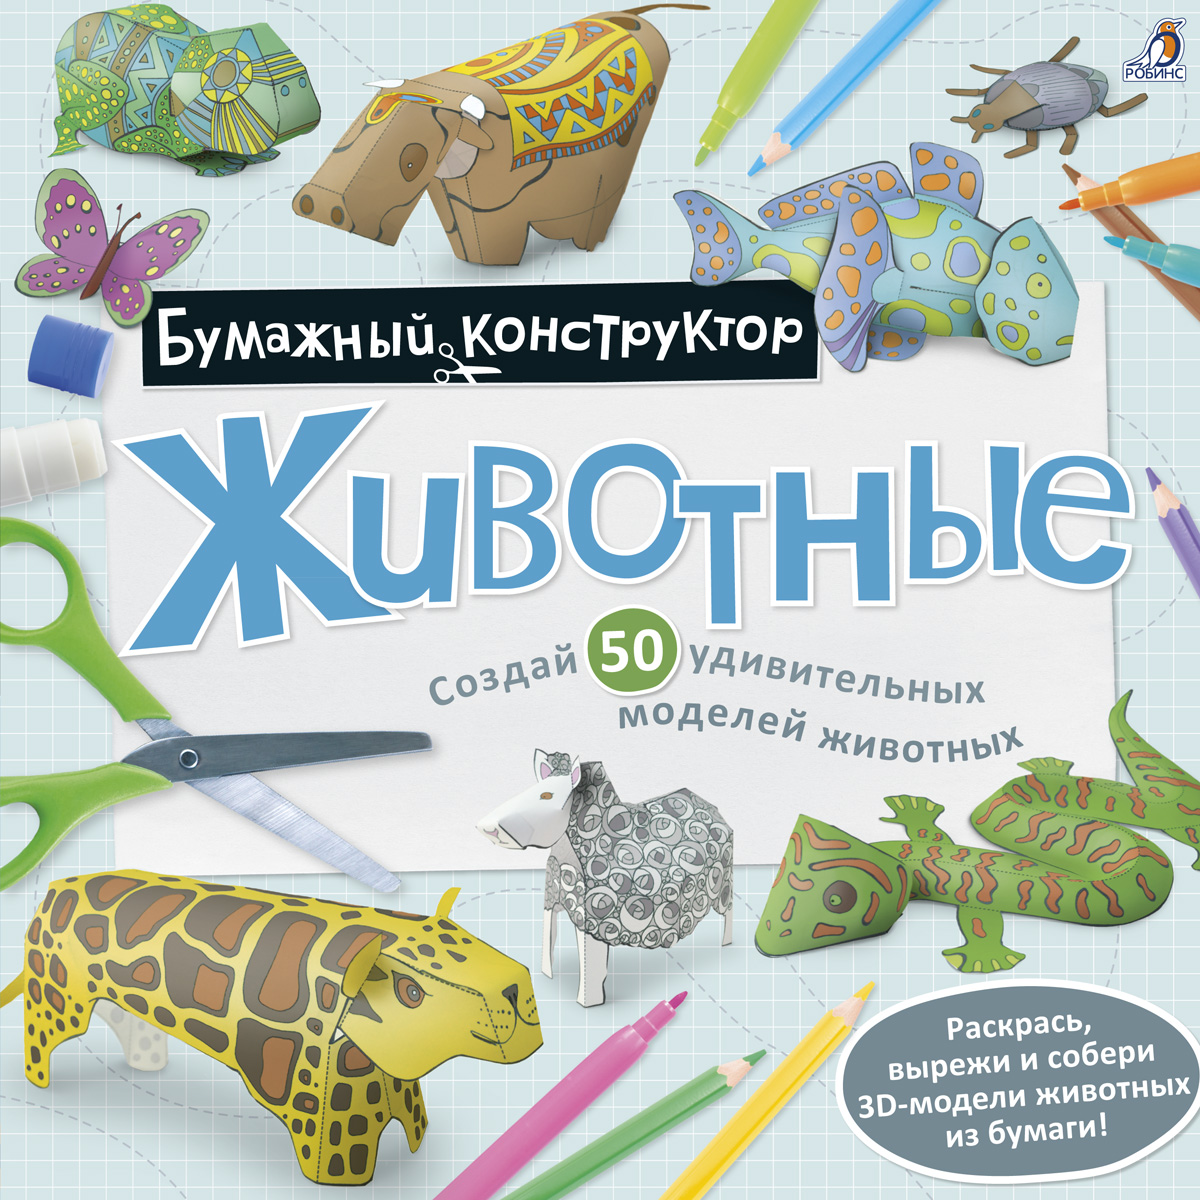 РОБИНС
Бумажный конструктор
Животные
Создай 50 удивительных
моделей животных
Раскрась,
вырежи и собери
3D-модели животных
из бумаги!